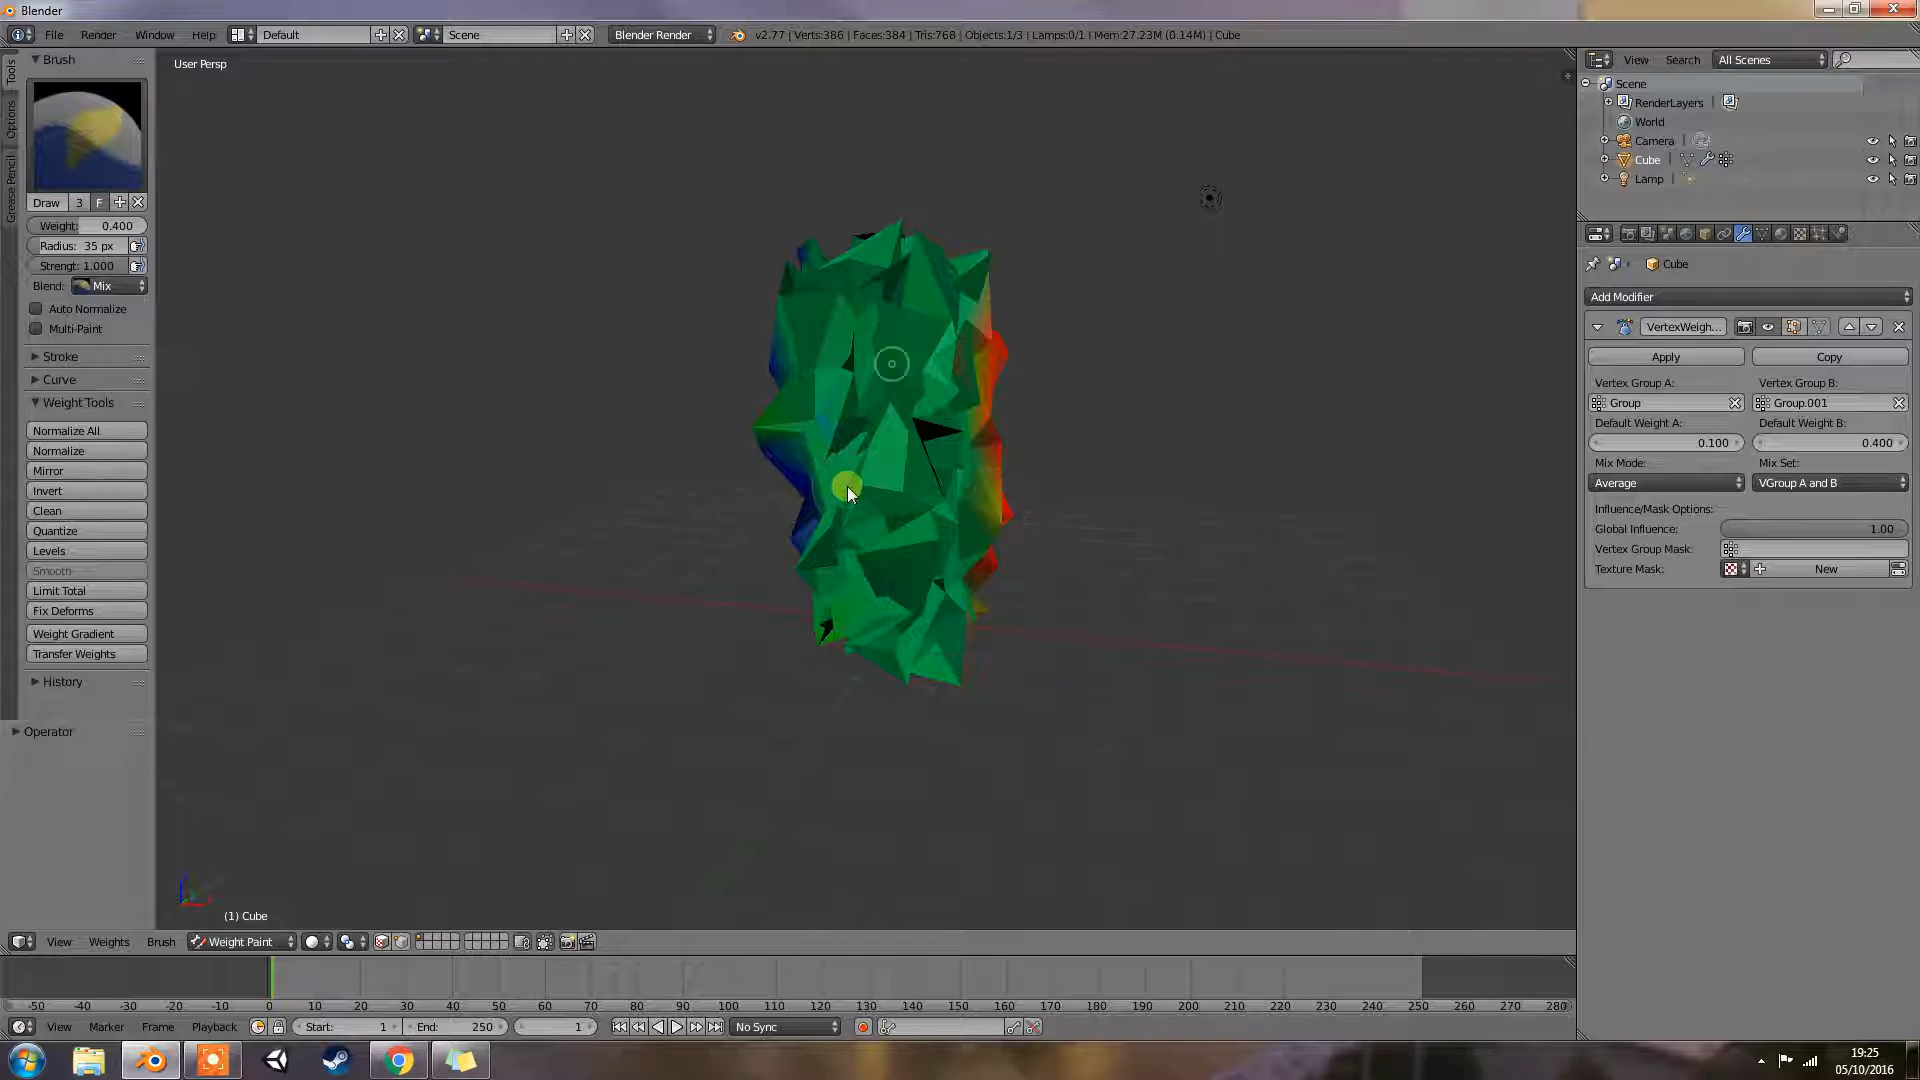 Blender
File Render Window Help Default Scene Blender Render v2.77 | Verts:386 | Faces:384 | Tris:768 | Objects:1/3 | Lamps:0/1 | Mem:27.23M (0.14M) | Cube
Tools
Options
Grease Pencil
Brush
Draw 3 F
Weight: 0.400
Radius: 35 px
Strengt: 1.000
Blend: Mix
Auto Normalize
Multi-Paint
Stroke
Curve
Weight Tools
Normalize All
Normalize
Mirror
Invert
Clean
Quantize
Levels
Smooth
Limit Total
Fix Deforms
Weight Gradient
Transfer Weights
History
Operator
User Persp
(1) Cube
View Weights Brush Weight Paint
View Search All Scenes
Scene
RenderLayers
World
Camera
Cube
Lamp
Cube
Add Modifier
VertexWeigh...
Apply Copy
Vertex Group A: Vertex Group B:
Group Group.001
Default Weight A: Default Weight B:
0.100 0.400
Mix Mode: Mix Set:
Average VGroup A and B
Influence/Mask Options:
Global Influence: 1.00
Vertex Group Mask:
Texture Mask: New
-50 -40 -30 -20 -10 0 10 20 30 40 50 60 70 80 90 100 110 120 130 140 150 160 170 180 190 200 210 220 230 240 250 260 270 280
View Marker Frame Playback Start: 1 End: 250 1 No Sync
19:25
05/10/2016